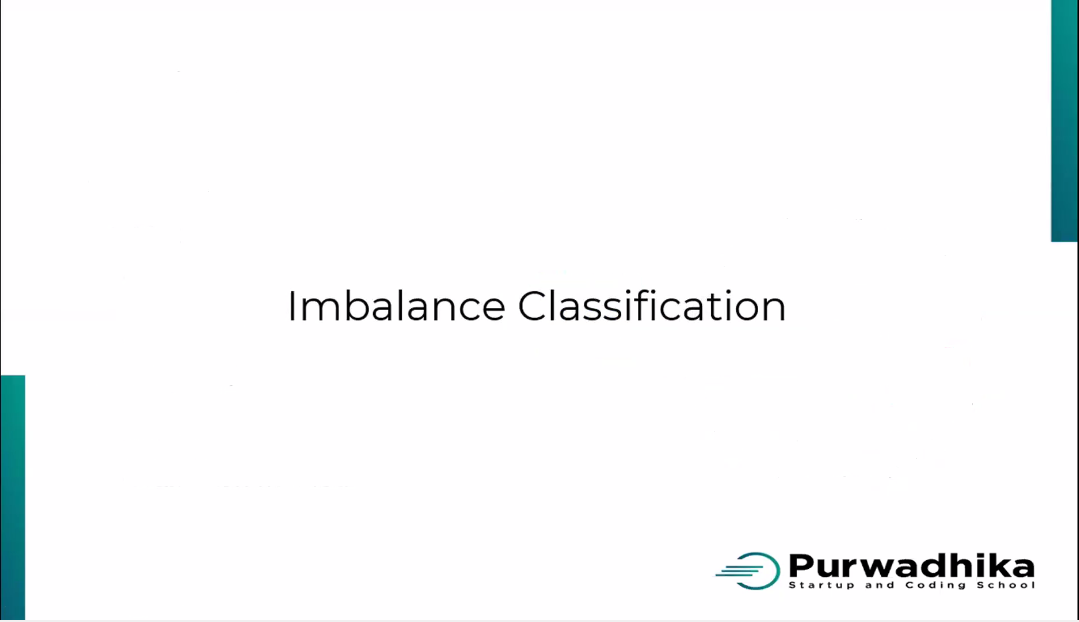 Imbalance Classification
Purwadhika
Startup and Coding School